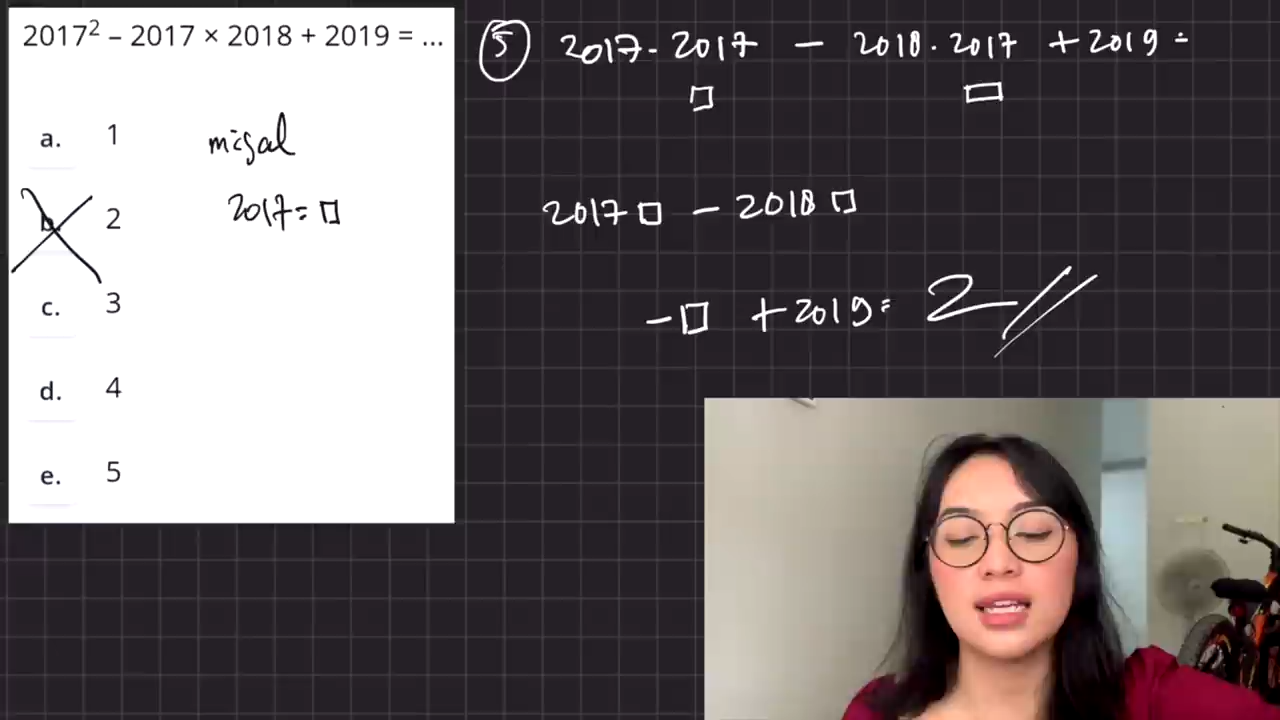 2017² – 2017 × 2018 + 2019 = ...
a. 1
b. 2
c. 3
d. 4
e. 5
misal
2017 = □
⑤ 2017 · 2017 – 2018 · 2017 + 2019 =
□ □
2017 □ – 2018 □
– □ + 2019 = 2 //